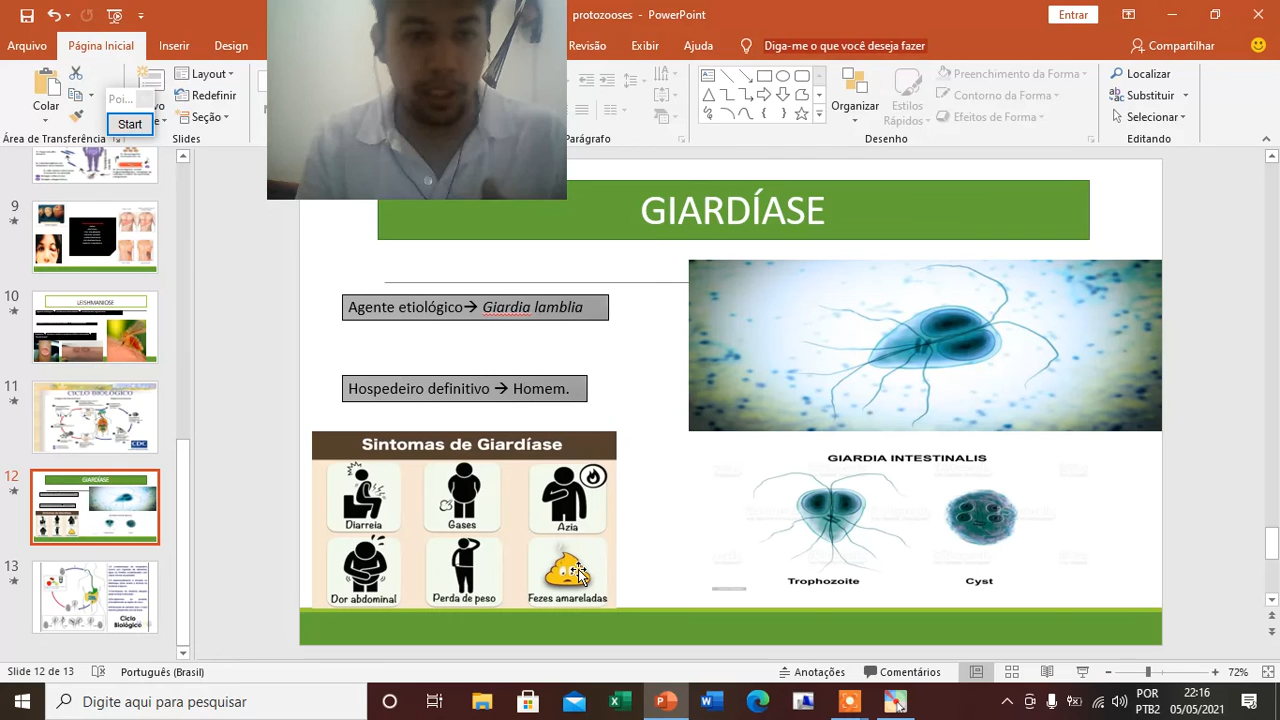 protozooses - PowerPoint
Entrar
Arquivo
Página Inicial
Inserir
Design
Revisão
Exibir
Ajuda
Diga-me o que você deseja fazer
Compartilhar
Colar
Poi...
Start
Layout
Redefinir
Seção
Área de Transferência
Slides
Parágrafo
Organizar
Estilos
Rápidos
Preenchimento da Forma
Contorno da Forma
Efeitos de Forma
Desenho
Localizar
Substituir
Selecionar
Editando
9
10
LEISHMANIOSE
11
CICLO BIOLÓGICO
CDC
12
GIARDÍASE
13
Ciclo
Biológico
GIARDÍASE
Agente etiológico→ Giardia lamblia
Hospedeiro definitivo → Homem.
Sintomas de Giardíase
Diarreia
Gases
Azia
Dor abdominal
Perda de peso
Fezes amareladas
GIARDIA INTESTINALIS
Trophozoite
Cyst
Slide 12 de 13
Português (Brasil)
Anotações
Comentários
72%
Digite aqui para pesquisar
POR
PTB2
22:16
05/05/2021